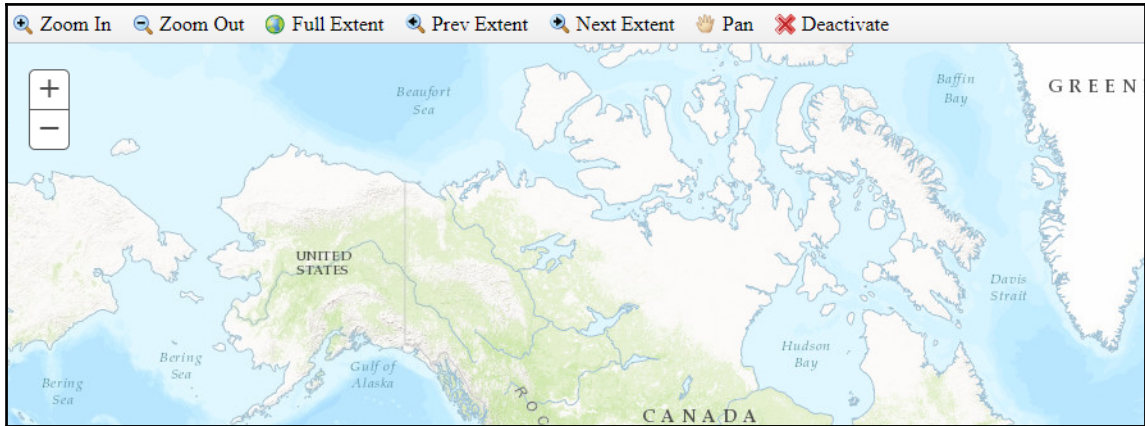 Zoom In Zoom Out Full Extent Prev Extent Next Extent Pan Deactivate
+
−
Beaufort
Sea
Baffin
Bay
GREEN
UNITED
STATES
Davis
Strait
Bering
Sea
Gulf of
Alaska
Hudson
Bay
Bering
Sea
ROC
CANADA